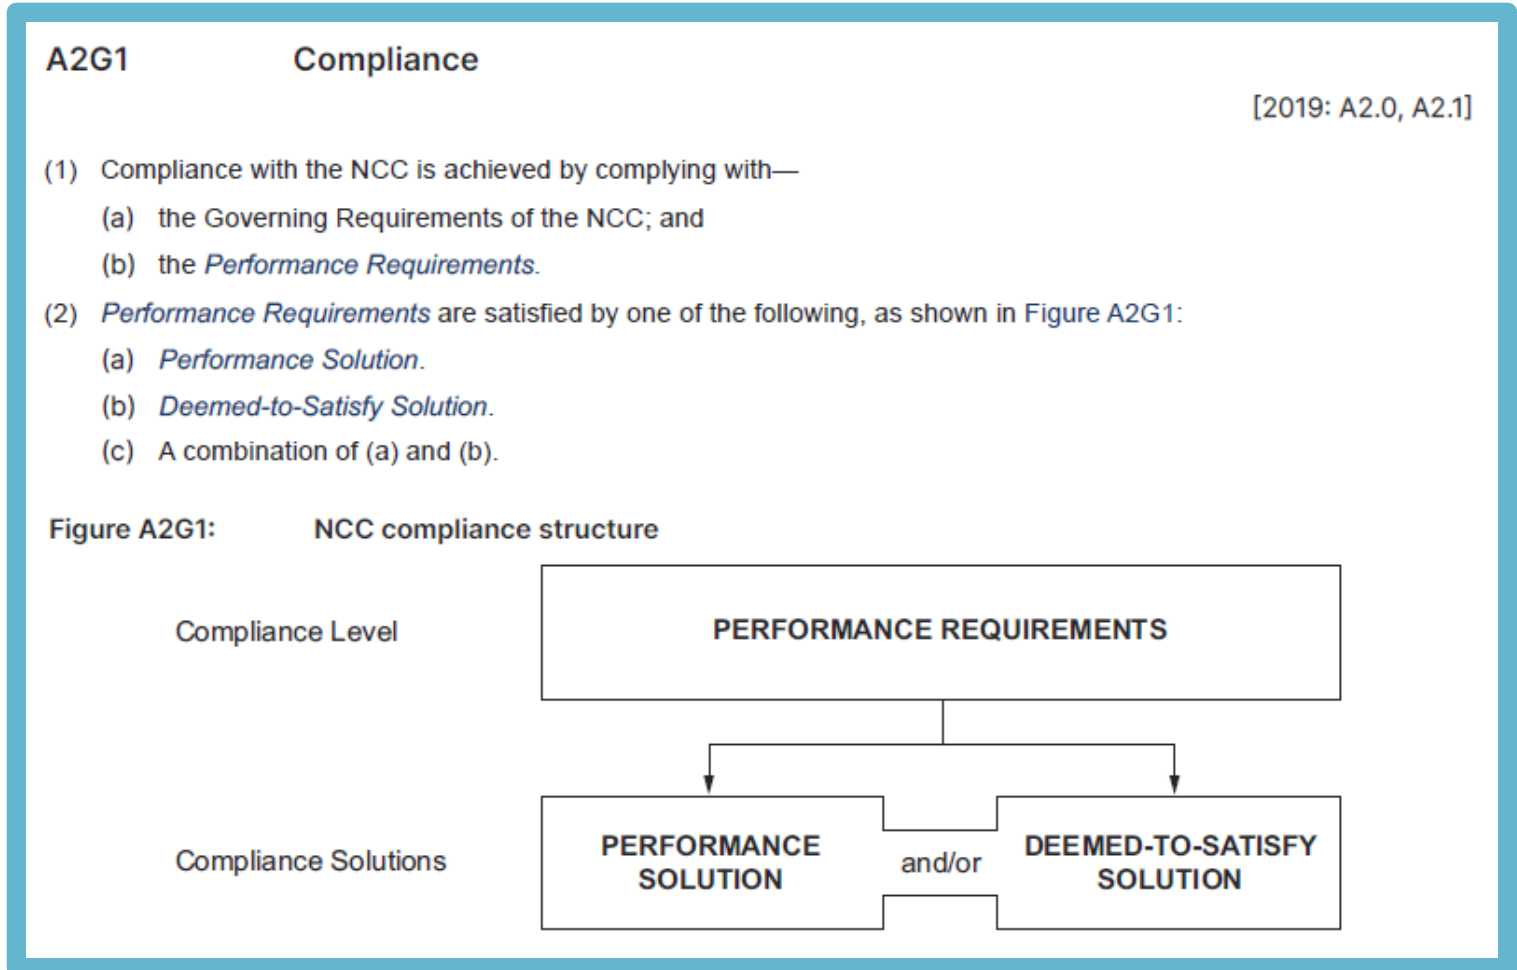 A2G1 Compliance
[2019: A2.0, A2.1]
(1) Compliance with the NCC is achieved by complying with—
(a) the Governing Requirements of the NCC; and
(b) the Performance Requirements.
(2) Performance Requirements are satisfied by one of the following, as shown in Figure A2G1:
(a) Performance Solution.
(b) Deemed-to-Satisfy Solution.
(c) A combination of (a) and (b).
Figure A2G1: NCC compliance structure
Compliance Level
PERFORMANCE REQUIREMENTS
Compliance Solutions
PERFORMANCE
SOLUTION
and/or
DEEMED-TO-SATISFY
SOLUTION